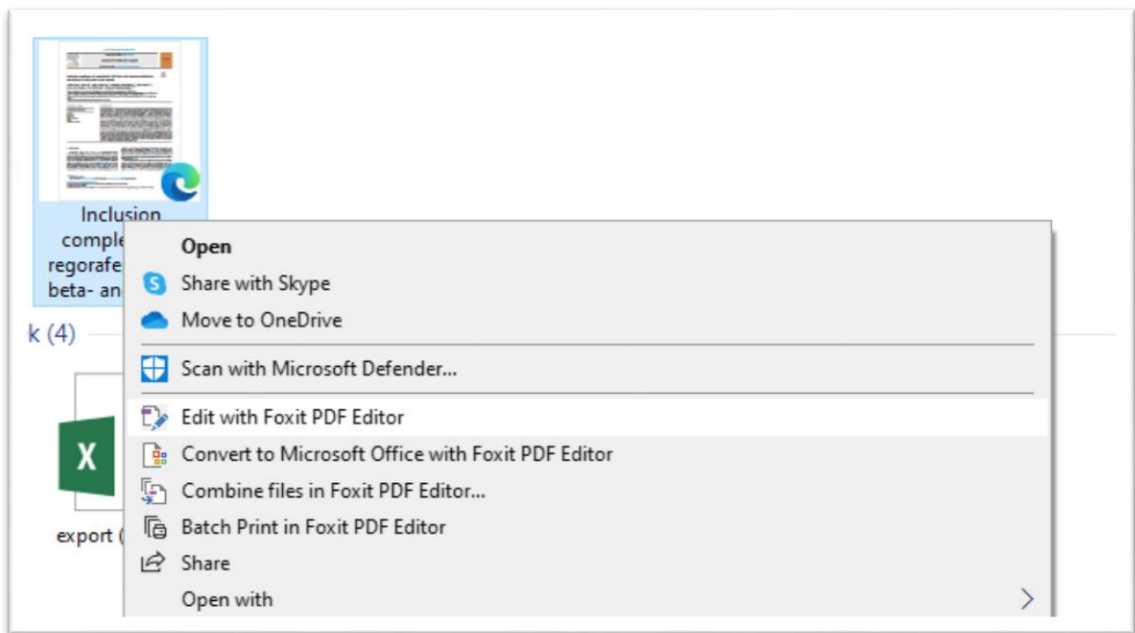 Inclusion
comple
regorafe
beta- an
k (4)
export (
Open
Share with Skype
Move to OneDrive
Scan with Microsoft Defender...
Edit with Foxit PDF Editor
Convert to Microsoft Office with Foxit PDF Editor
Combine files in Foxit PDF Editor...
Batch Print in Foxit PDF Editor
Share
Open with